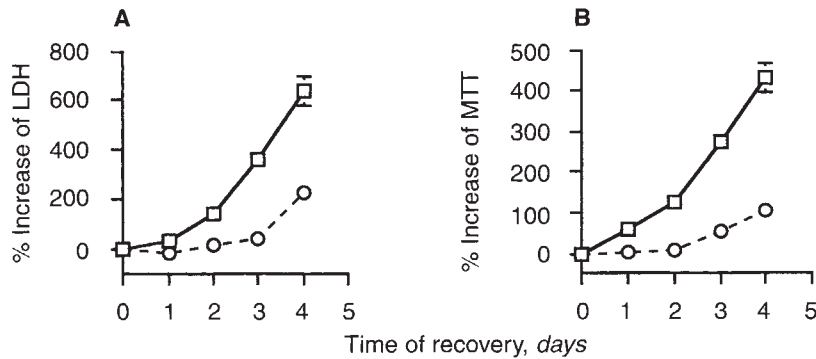 A
% Increase of LDH
800
600
400
200
0
0 1 2 3 4 5
B
% Increase of MTT
500
400
300
200
100
0
0 1 2 3 4 5
Time of recovery, days